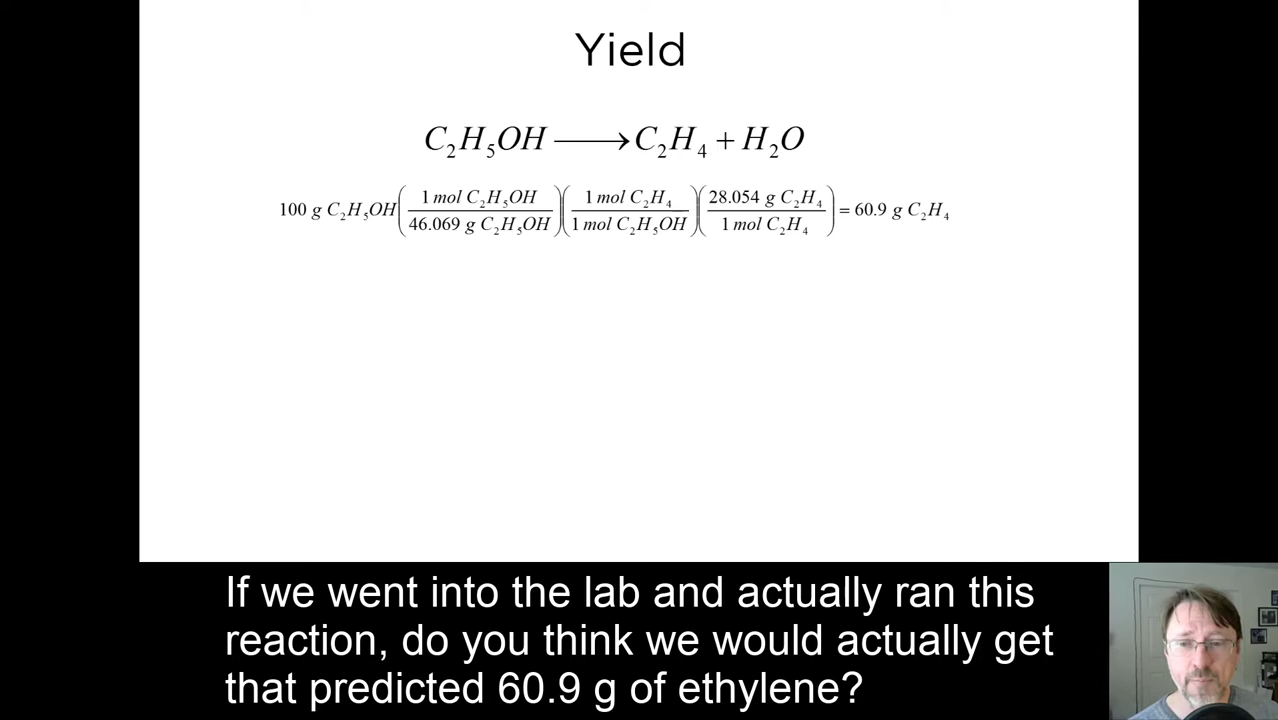 Yield
C₂H₅OH ⟶ C₂H₄ + H₂O
100 g C₂H₅OH (1 mol C₂H₅OH / 46.069 g C₂H₅OH) (1 mol C₂H₄ / 1 mol C₂H₅OH) (28.054 g C₂H₄ / 1 mol C₂H₄) = 60.9 g C₂H₄
If we went into the lab and actually ran this
reaction, do you think we would actually get
that predicted 60.9 g of ethylene?